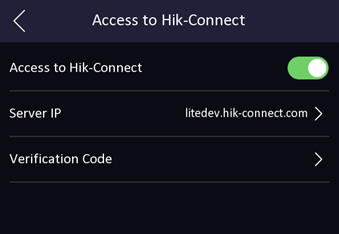 Access to Hik-Connect
Access to Hik-Connect
Server IP litedev.hik-connect.com
Verification Code